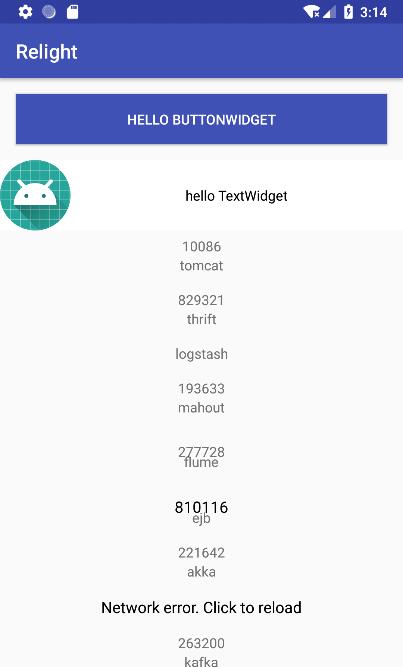 3:14
Relight
HELLO BUTTONWIDGET
hello TextWidget
10086
tomcat
829321
thrift
logstash
193633
mahout
277728
flume
810116
ejb
221642
akka
Network error. Click to reload
263200
kafka